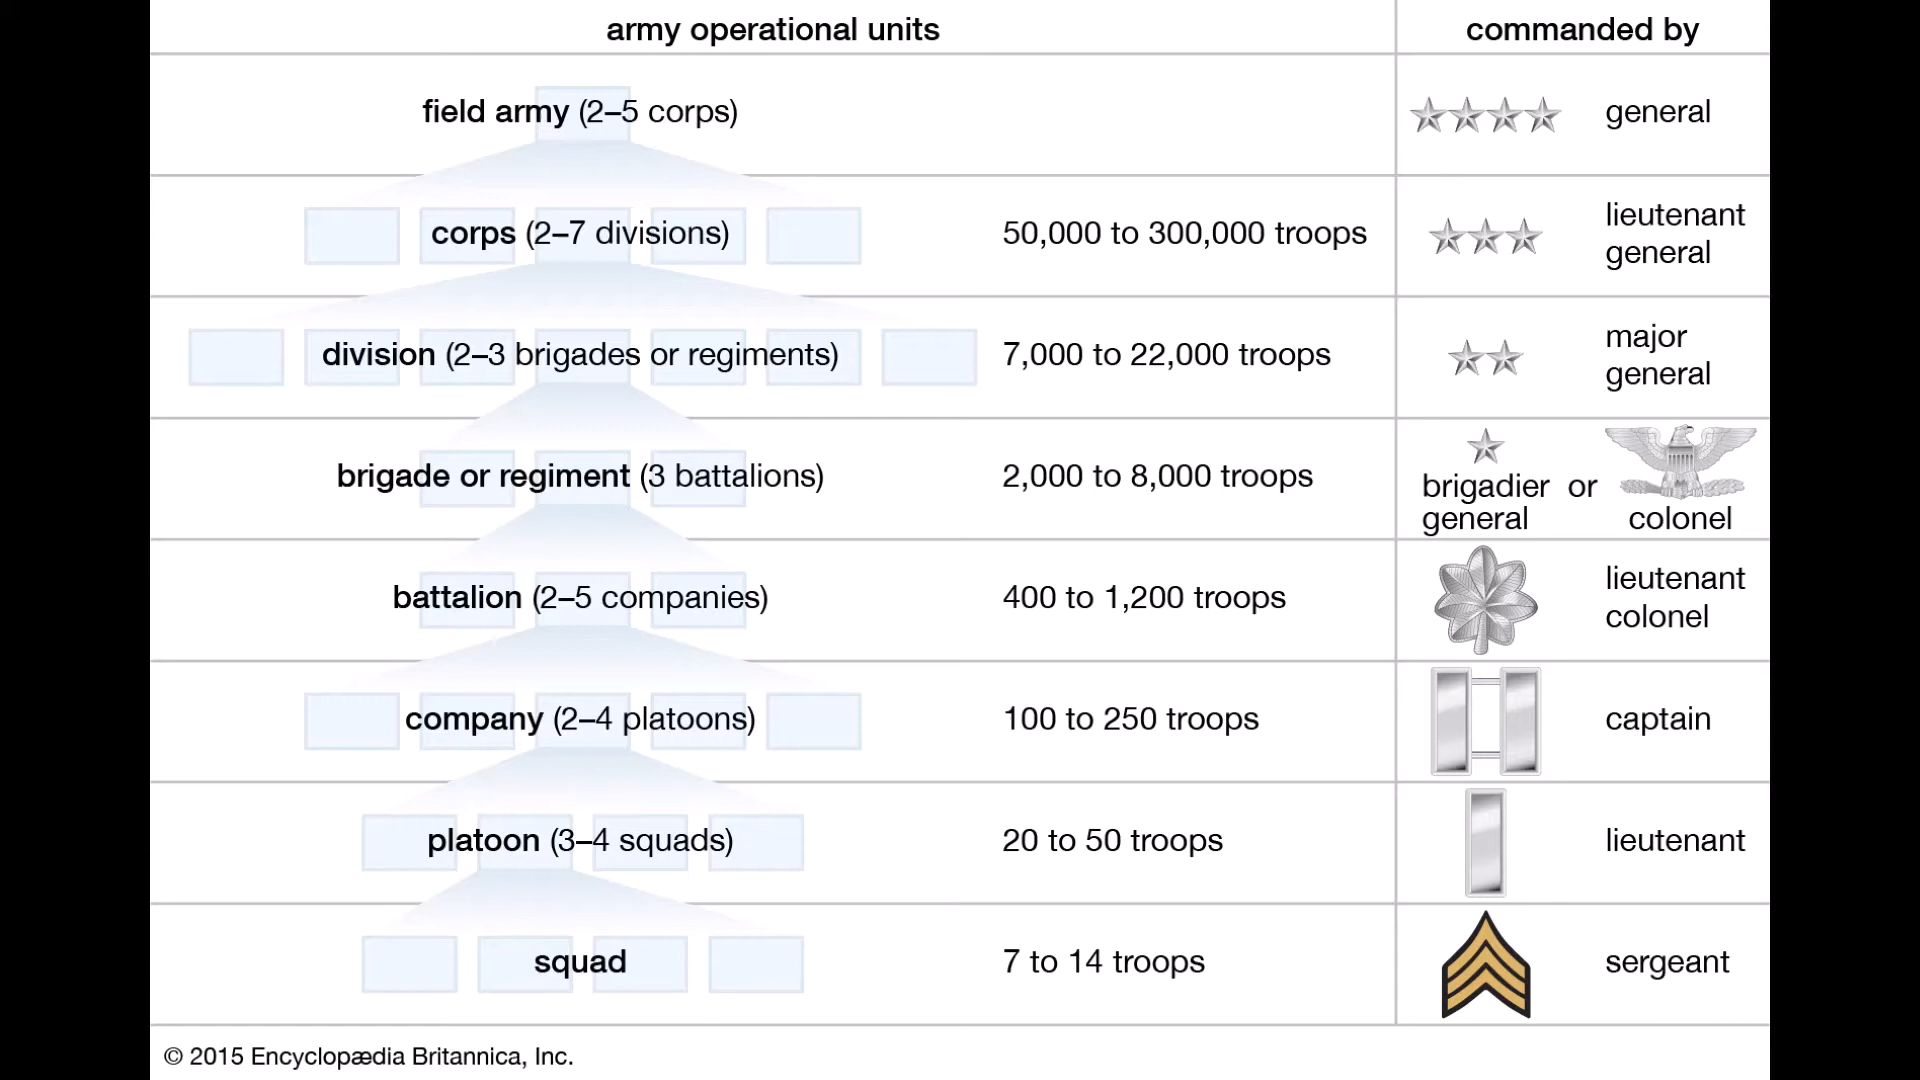 army operational units
commanded by
field army (2–5 corps)
general
corps (2–7 divisions)
50,000 to 300,000 troops
lieutenant
general
division (2–3 brigades or regiments)
7,000 to 22,000 troops
major
general
brigade or regiment (3 battalions)
2,000 to 8,000 troops
brigadier or
general
colonel
battalion (2–5 companies)
400 to 1,200 troops
lieutenant
colonel
company (2–4 platoons)
100 to 250 troops
captain
platoon (3–4 squads)
20 to 50 troops
lieutenant
squad
7 to 14 troops
sergeant
© 2015 Encyclopædia Britannica, Inc.